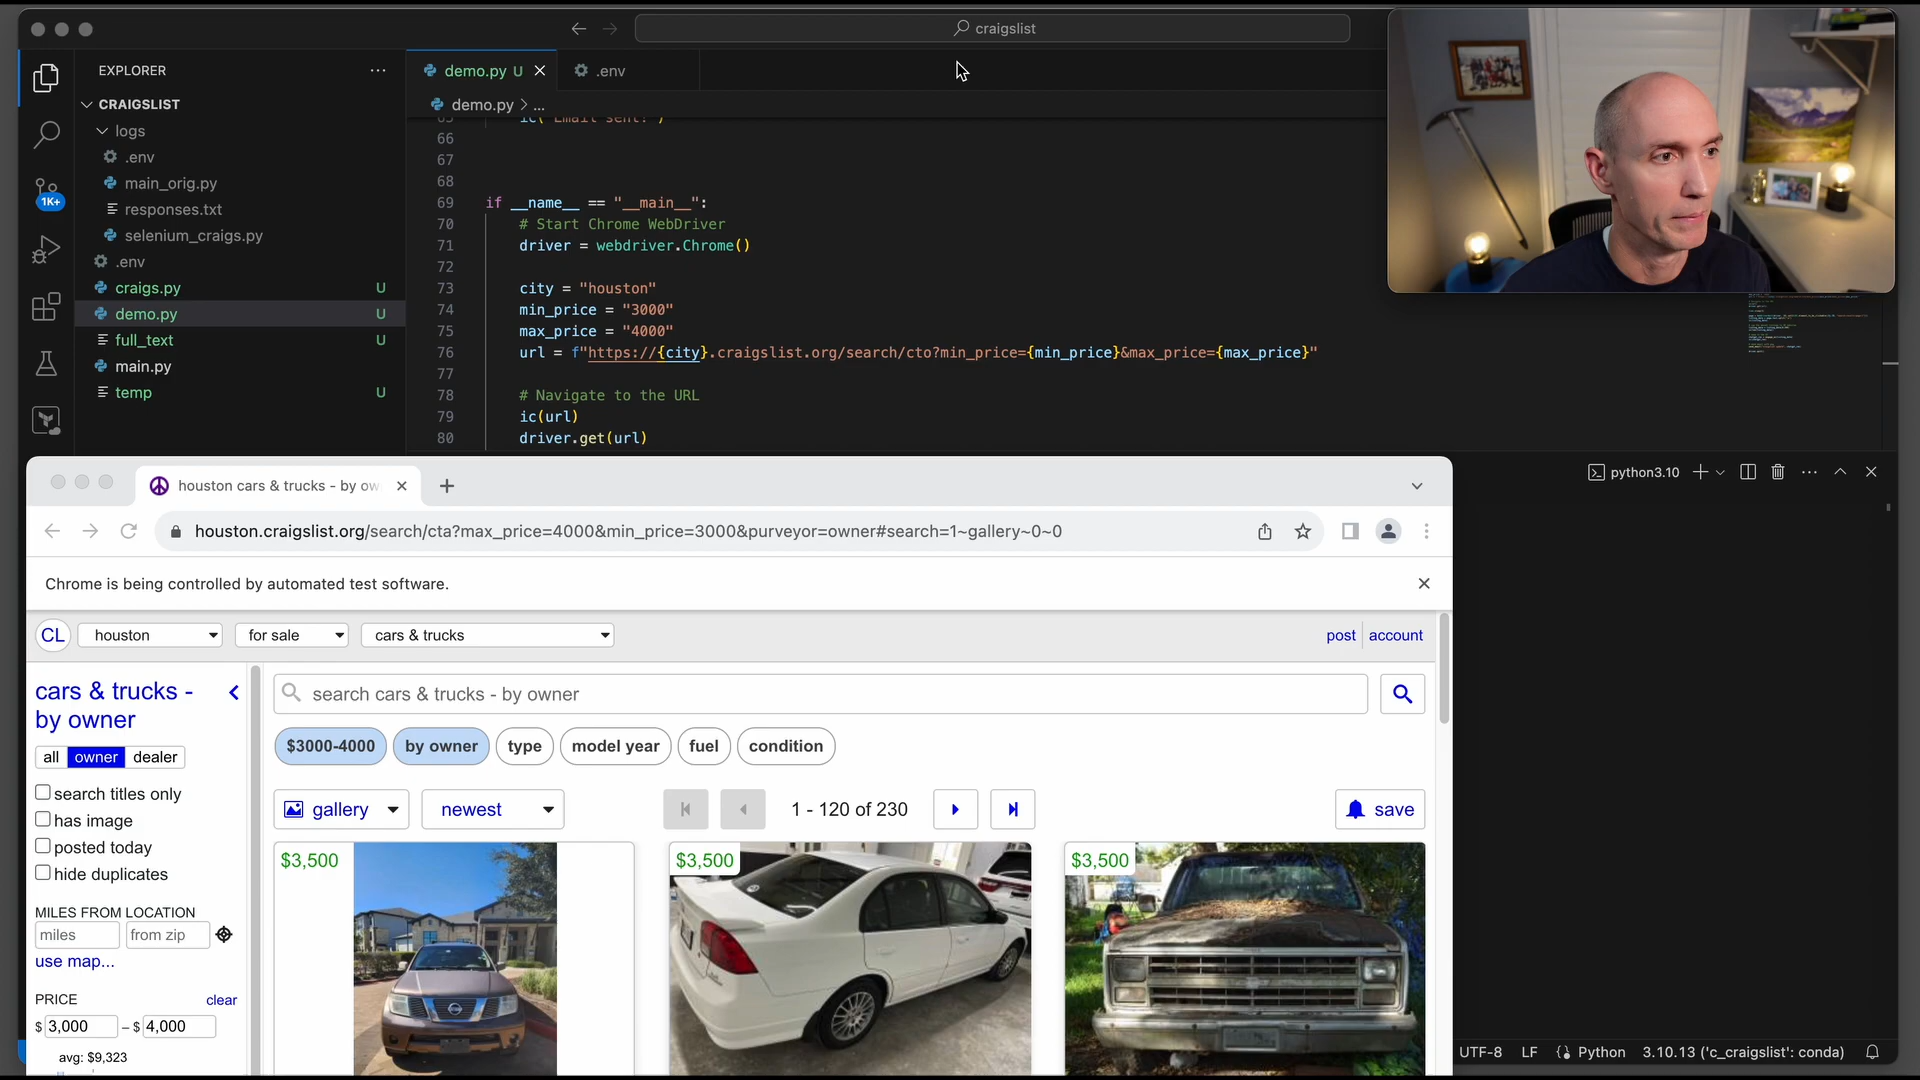 craigslist
EXPLORER
CRAIGSLIST
logs
.env
main_orig.py
responses.txt
selenium_craigs.py
.env
craigs.py U
demo.py U
full_text U
main.py
temp U
1K+
demo.py U
.env
demo.py > ...
65 ic("Email sent!")
66
67
68
69 if __name__ == "__main__":
70 # Start Chrome WebDriver
71 driver = webdriver.Chrome()
72
73 city = "houston"
74 min_price = "3000"
75 max_price = "4000"
76 url = f"https://{city}.craigslist.org/search/cto?min_price={min_price}&max_price={max_price}"
77
78 # Navigate to the URL
79 ic(url)
80 driver.get(url)
python3.10
houston cars & trucks - by ow
houston.craigslist.org/search/cta?max_price=4000&min_price=3000&purveyor=owner#search=1~gallery~0~0
Chrome is being controlled by automated test software.
CL houston for sale cars & trucks post account
cars & trucks -
by owner
all owner dealer
search titles only
has image
posted today
hide duplicates
MILES FROM LOCATION
miles from zip
use map...
PRICE clear
$ 3,000 – $ 4,000
avg: $9,323
search cars & trucks - by owner
$3000-4000 by owner type model year fuel condition
gallery newest 1 - 120 of 230 save
$3,500 $3,500 $3,500
UTF-8 LF Python 3.10.13 ('c_craigslist': conda)